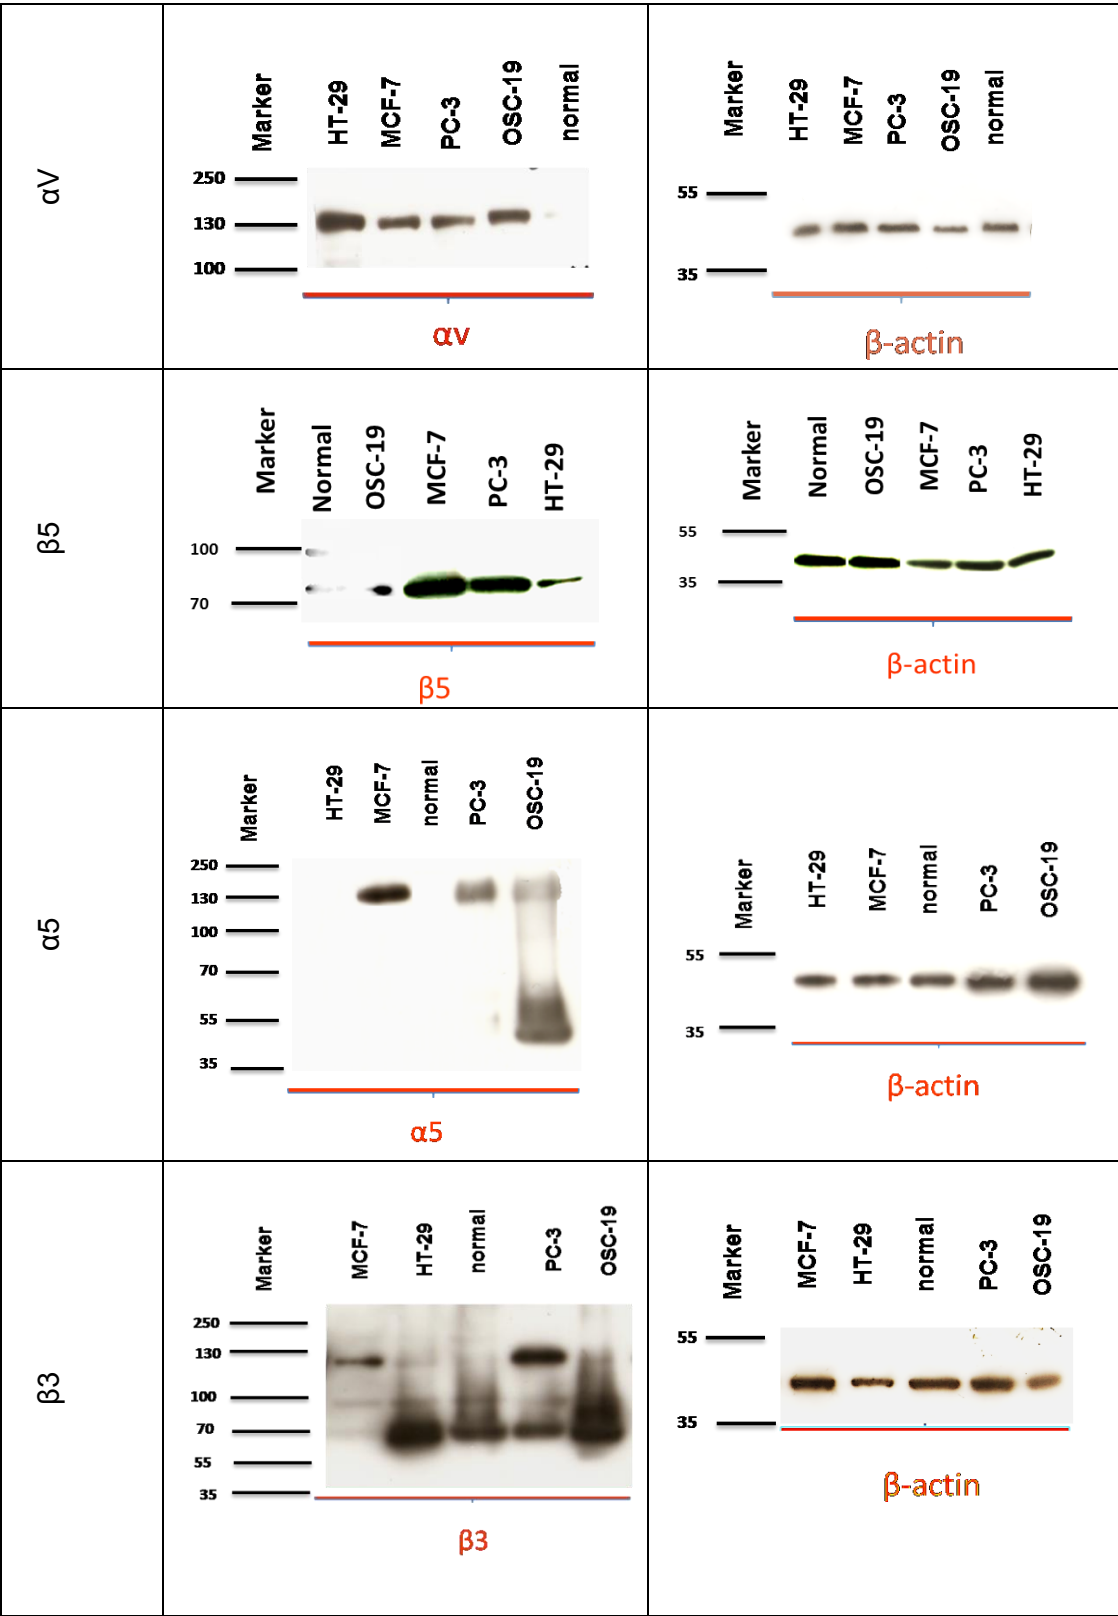 αV
Marker
HT-29
MCF-7
PC-3
OSC-19
normal
250
130
100
αv
Marker
HT-29
MCF-7
PC-3
OSC-19
normal
55
35
β-actin
β5
Marker
Normal
OSC-19
MCF-7
PC-3
HT-29
100
70
β5
Marker
Normal
OSC-19
MCF-7
PC-3
HT-29
55
35
β-actin
α5
Marker
HT-29
MCF-7
normal
PC-3
OSC-19
250
130
100
70
55
35
α5
Marker
HT-29
MCF-7
normal
PC-3
OSC-19
55
35
β-actin
β3
Marker
MCF-7
HT-29
normal
PC-3
OSC-19
250
130
100
70
55
35
β3
Marker
MCF-7
HT-29
normal
PC-3
OSC-19
55
35
β-actin